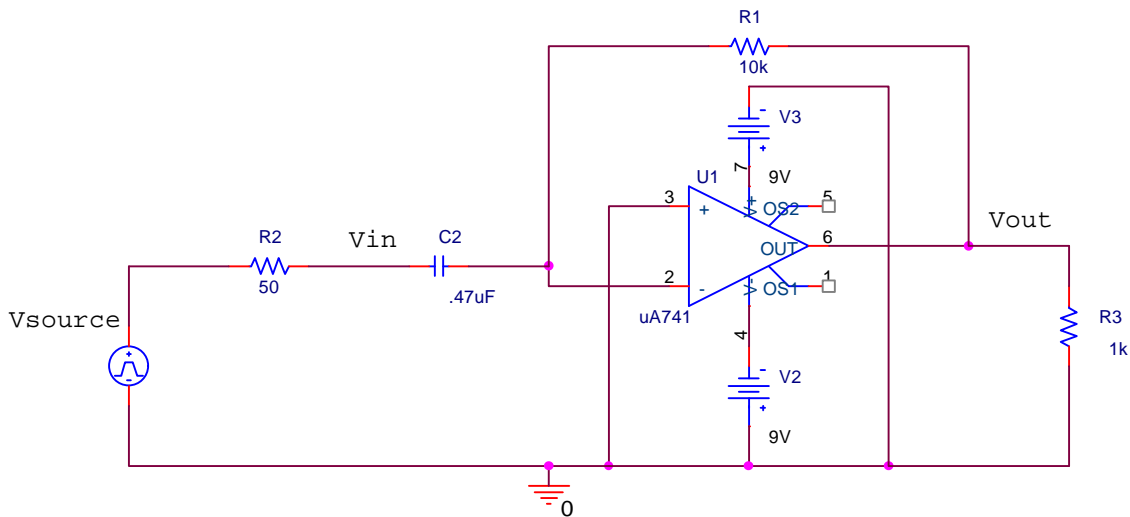 R1
10k
V3
7
9V
U1
3
+
V+
OS2
5
Vout
R2
Vin
C2
OUT
6
50
.47uF
2
-
V-
OS1
1
uA741
Vsource
4
R3
1k
V2
9V
0